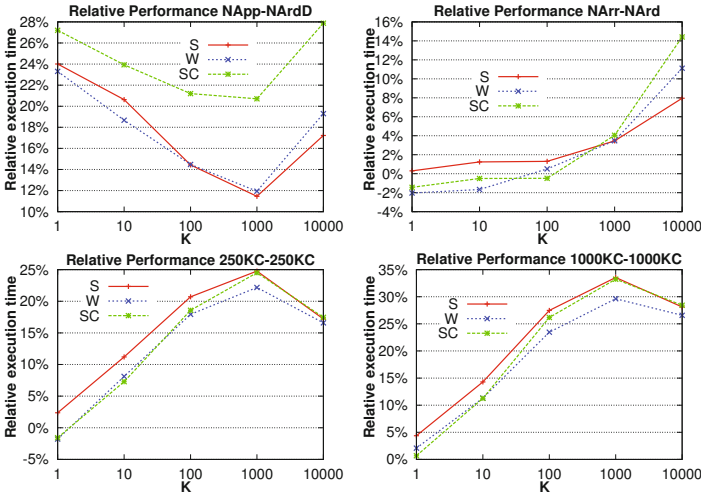 Relative Performance NApp-NArdD
Relative execution time
28%
26%
24%
22%
20%
18%
16%
14%
12%
10%
S
W
SC
1 10 100 1000 10000
K
Relative Performance NArr-NArd
Relative execution time
16%
14%
12%
10%
8%
6%
4%
2%
0%
-2%
-4%
S
W
SC
1 10 100 1000 10000
K
Relative Performance 250KC-250KC
Relative execution time
25%
20%
15%
10%
5%
0%
-5%
S
W
SC
1 10 100 1000 10000
K
Relative Performance 1000KC-1000KC
Relative execution time
35%
30%
25%
20%
15%
10%
5%
0%
S
W
SC
1 10 100 1000 10000
K